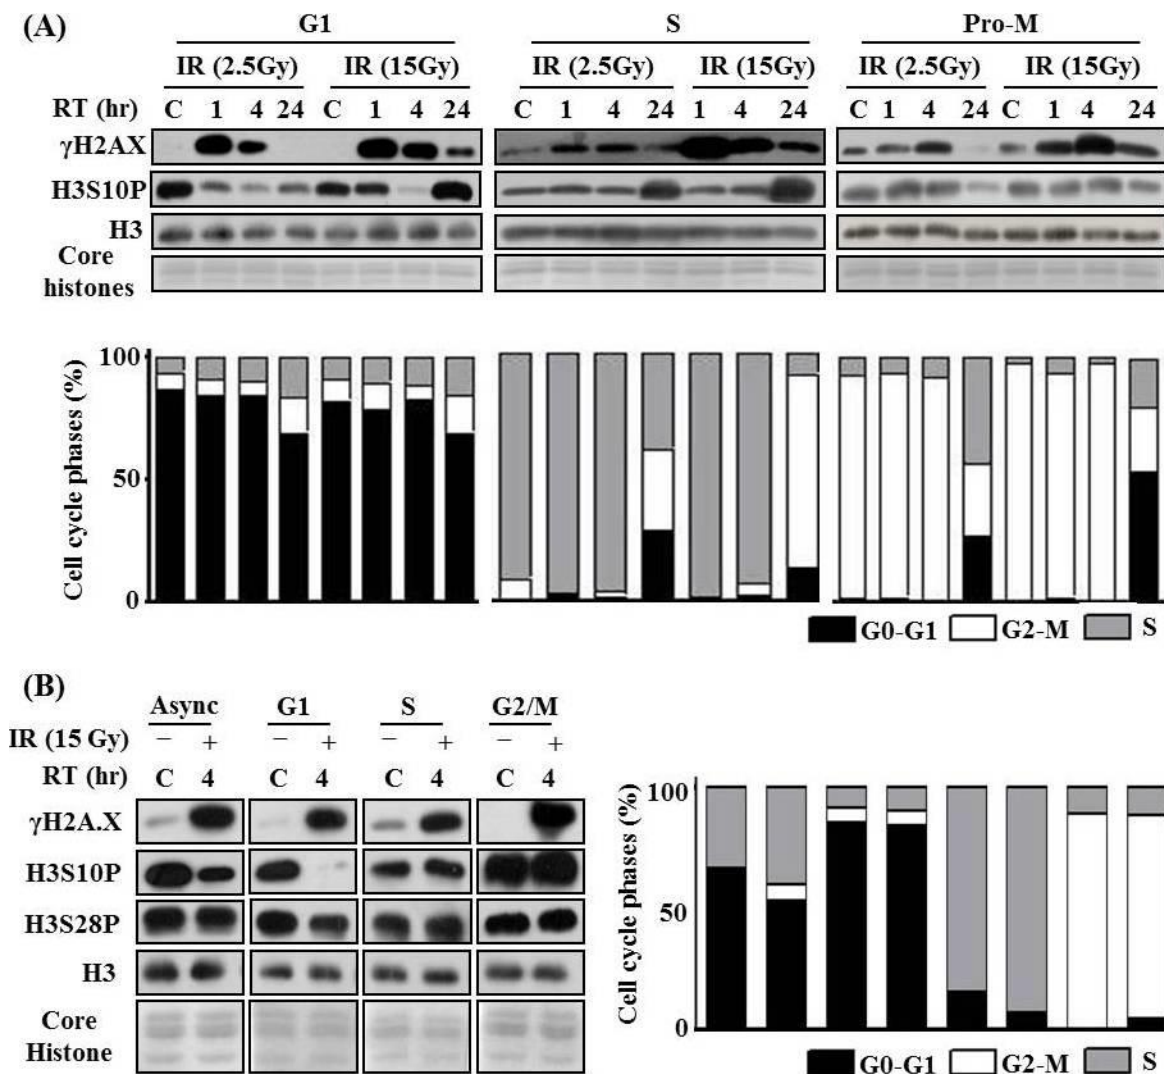 (A)
G1 S Pro-M
IR (2.5Gy) IR (15Gy) IR (2.5Gy) IR (15Gy) IR (2.5Gy) IR (15Gy)
RT (hr) C 1 4 24 C 1 4 24 C 1 4 24 1 4 24 C 1 4 24 C 1 4 24
γH2AX
H3S10P
H3
Core
histones
Cell cycle phases (%)
100
50
0
G0-G1 G2-M S
(B)
Async G1 S G2/M
IR (15 Gy) − + − + − + − +
RT (hr) C 4 C 4 C 4 C 4
γH2A.X
H3S10P
H3S28P
H3
Core
Histone
Cell cycle phases (%)
100
50
0
G0-G1 G2-M S